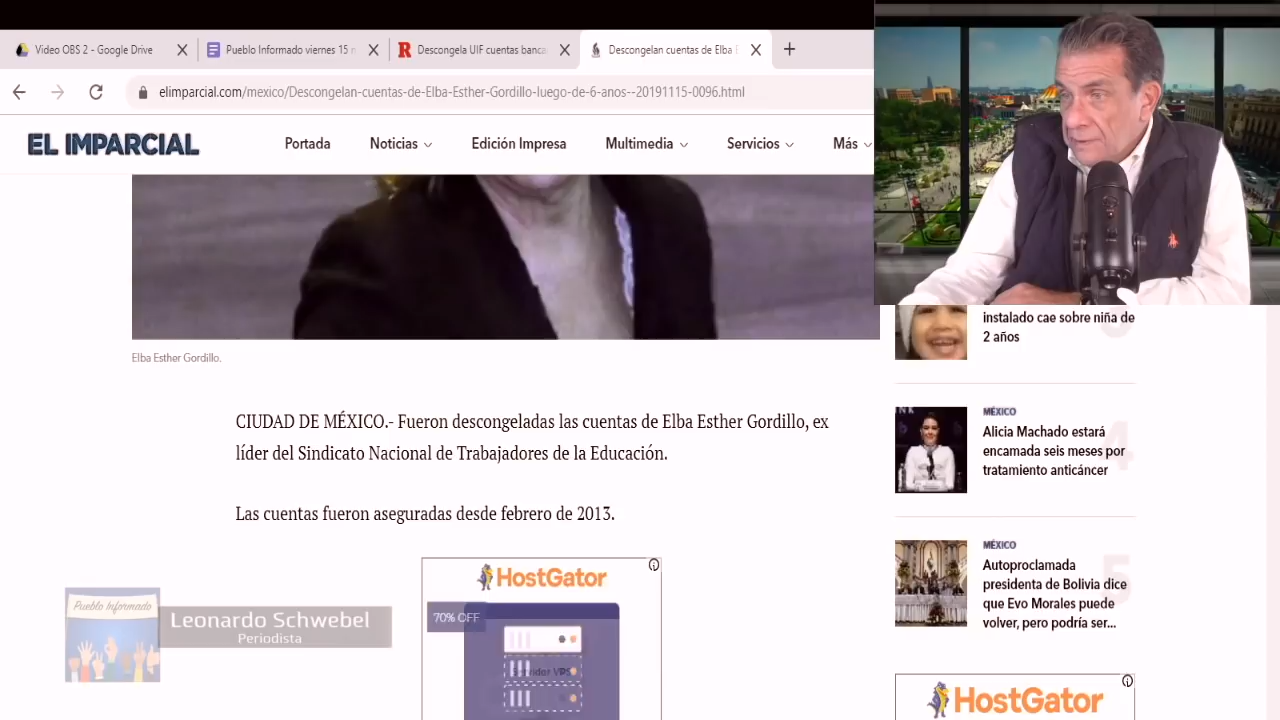 Video OBS 2 - Google Drive
Pueblo Informado viernes 15 n
Descongela UIF cuentas banca
Descongelan cuentas de Elba E
elimparcial.com/mexico/Descongelan-cuentas-de-Elba-Esther-Gordillo-luego-de-6-anos--20191115-0096.html
EL IMPARCIAL
Portada
Noticias
Edición Impresa
Multimedia
Servicios
Más
Elba Esther Gordillo.
CIUDAD DE MÉXICO.- Fueron descongeladas las cuentas de Elba Esther Gordillo, ex
líder del Sindicato Nacional de Trabajadores de la Educación.
Las cuentas fueron aseguradas desde febrero de 2013.
HostGator
70% OFF
Servidor VPS
Pueblo Informado
Leonardo Schwebel
Periodista
instalado cae sobre niña de
2 años
MÉXICO
Alicia Machado estará
encamada seis meses por
tratamiento anticáncer
4
MÉXICO
Autoproclamada
presidenta de Bolivia dice
que Evo Morales puede
volver, pero podría ser...
5
HostGator